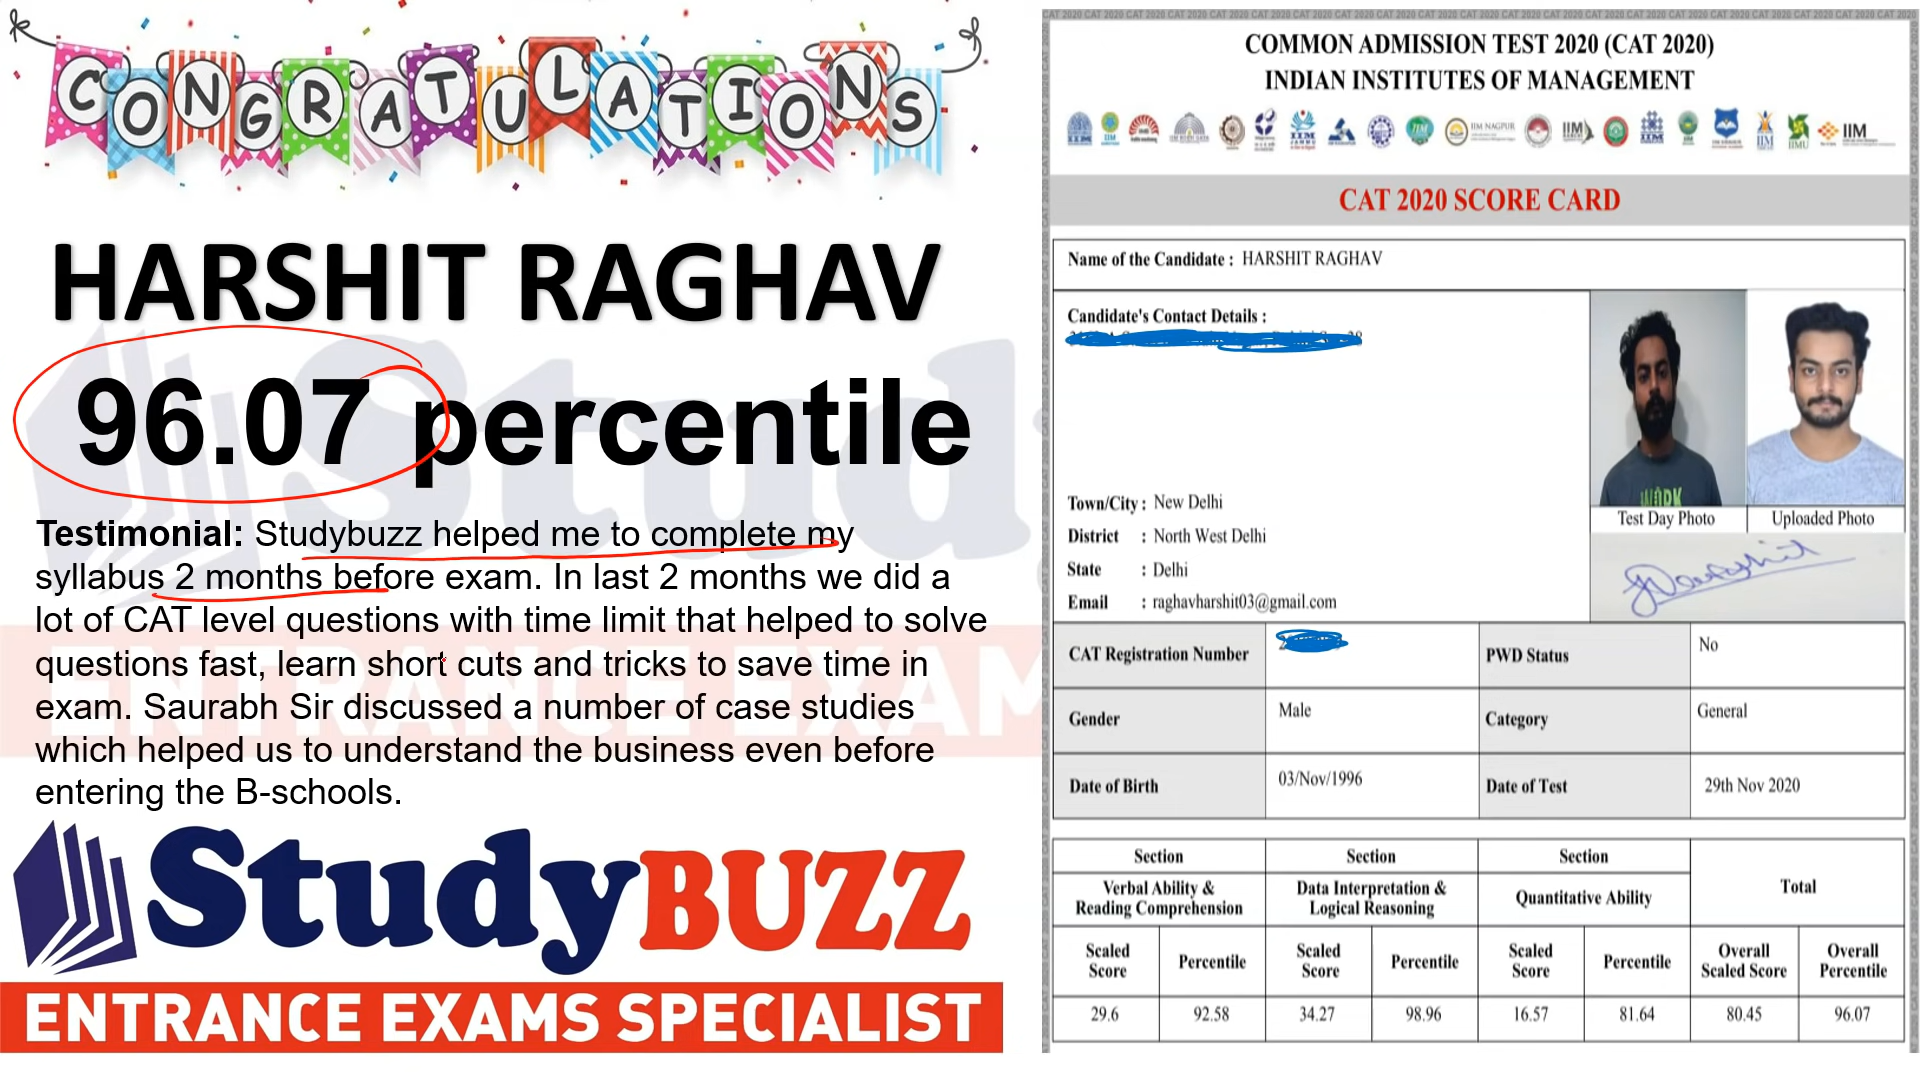 CONGRATULATIONS
HARSHIT RAGHAV
96.07 percentile
Testimonial: Studybuzz helped me to complete my
syllabus 2 months before exam. In last 2 months we did a
lot of CAT level questions with time limit that helped to solve
questions fast, learn short cuts and tricks to save time in
exam. Saurabh Sir discussed a number of case studies
which helped us to understand the business even before
entering the B-schools.
StudyBUZZ
ENTRANCE EXAMS SPECIALIST
COMMON ADMISSION TEST 2020 (CAT 2020)
INDIAN INSTITUTES OF MANAGEMENT
IIM NAGPUR
CAT 2020 SCORE CARD
Name of the Candidate : HARSHIT RAGHAV
Candidate's Contact Details :
Town/City : New Delhi
District : North West Delhi
State : Delhi
Email : raghavharshit03@gmail.com
Test Day Photo Uploaded Photo
CAT Registration Number PWD Status No
Gender Male Category General
Date of Birth 03/Nov/1996 Date of Test 29th Nov 2020
Section Section Section Total
Verbal Ability & Reading Comprehension Data Interpretation & Logical Reasoning Quantitative Ability
Scaled Score Percentile Scaled Score Percentile Scaled Score Percentile Overall Scaled Score Overall Percentile
29.6 92.58 34.27 98.96 16.57 81.64 80.45 96.07